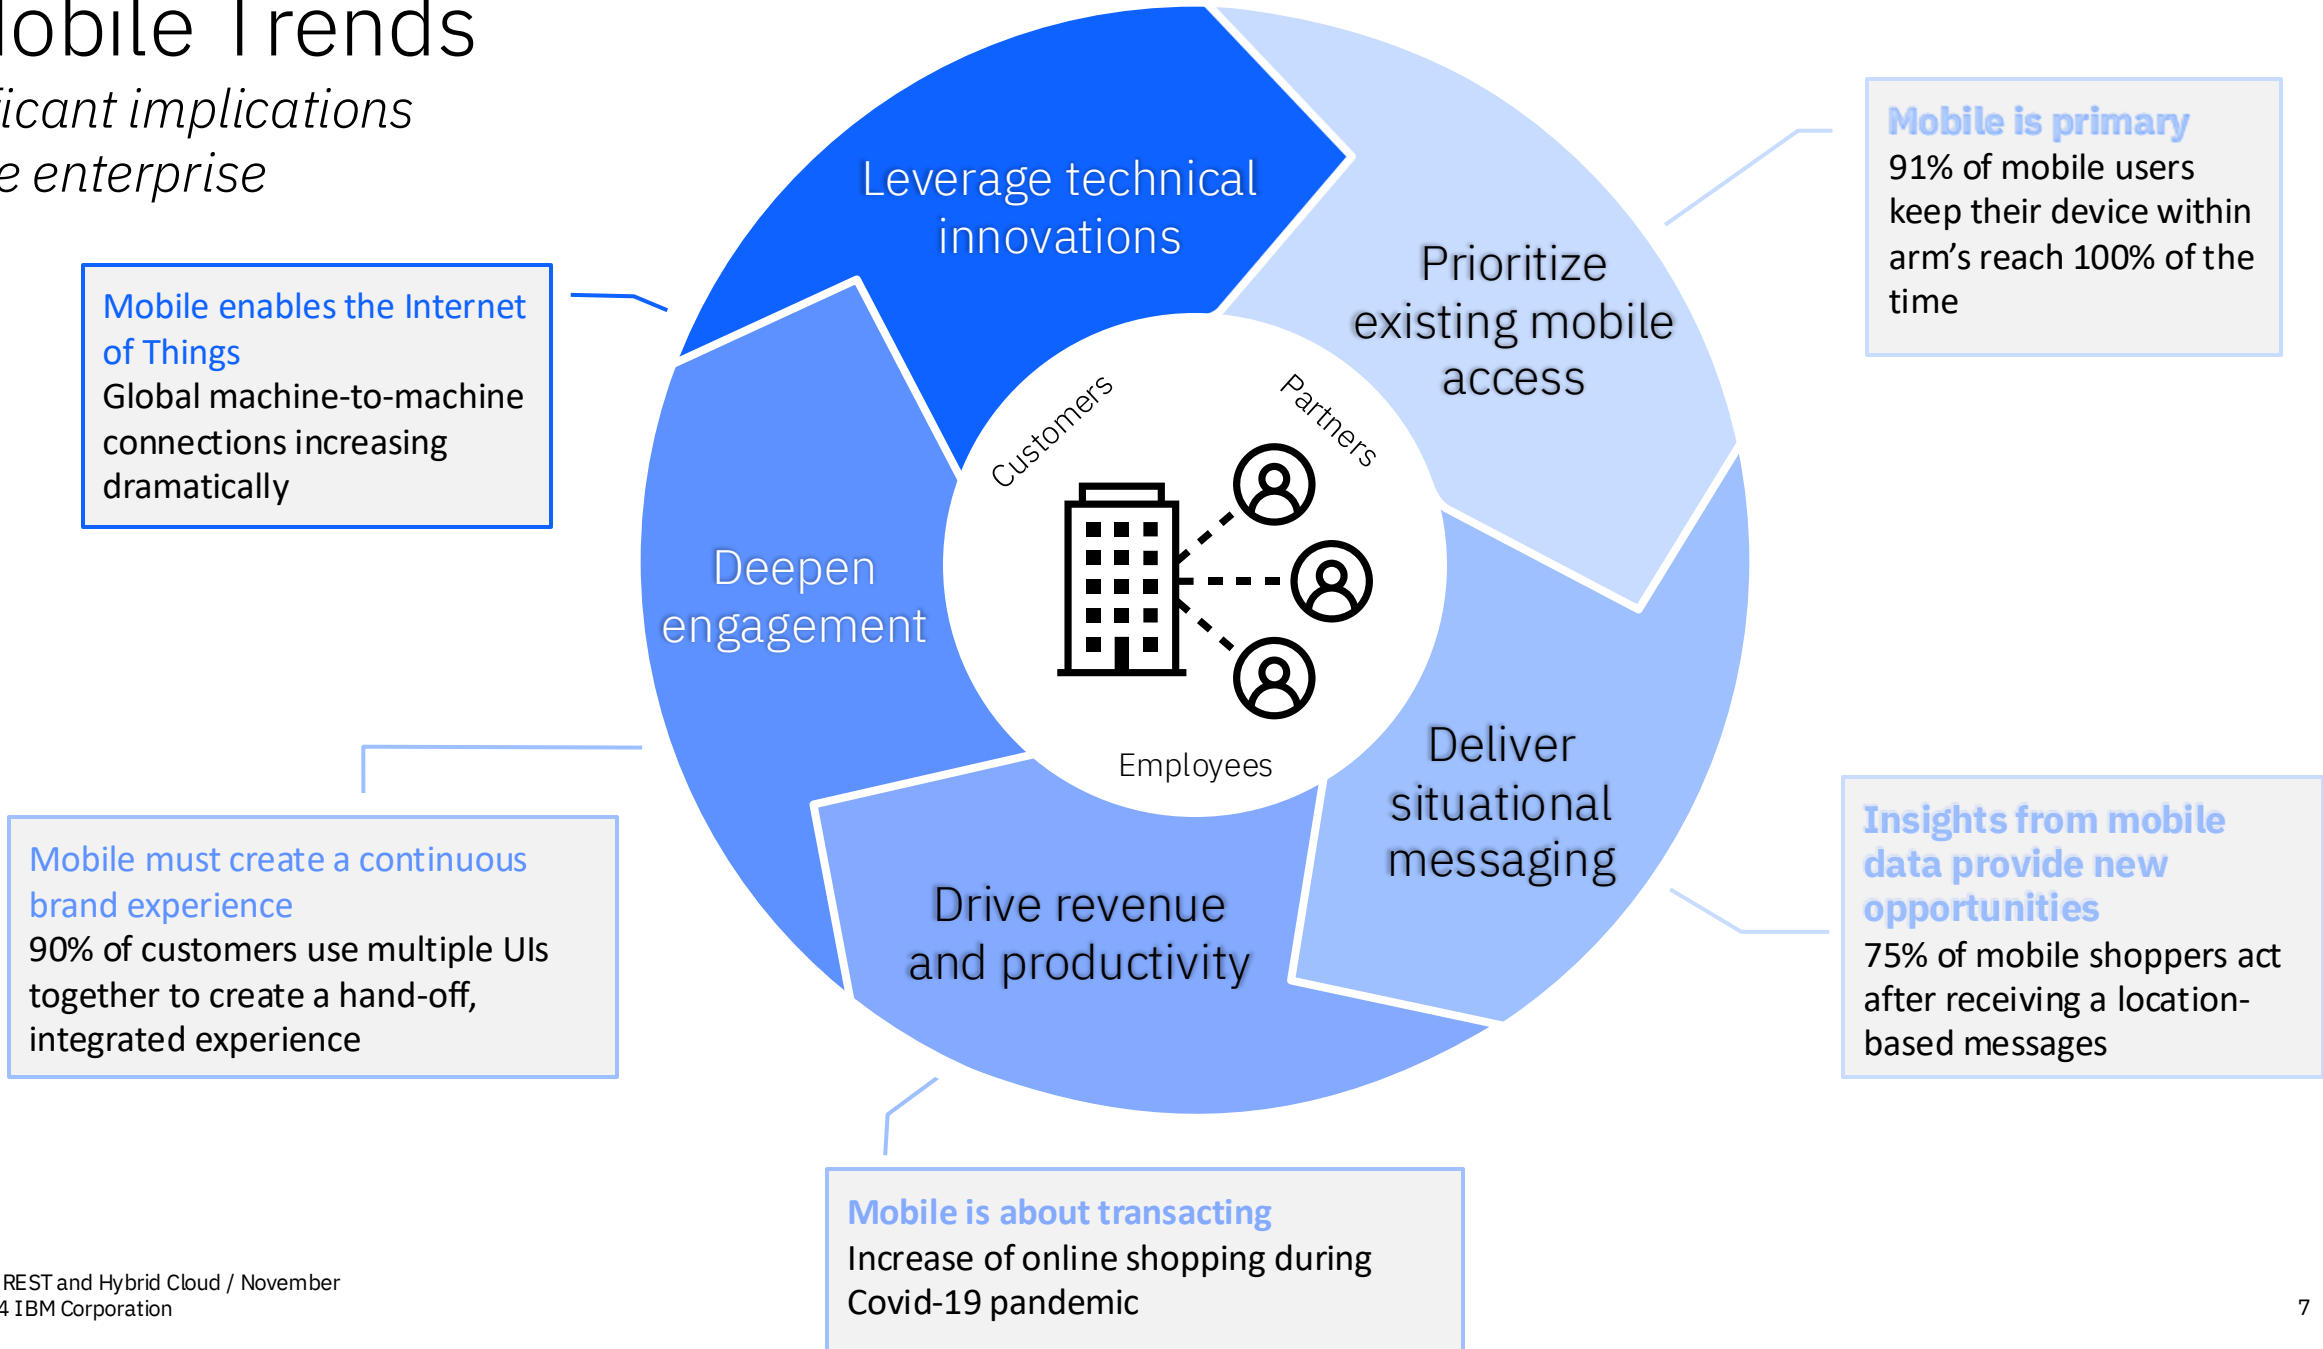 obile Trends
ficant implications
e enterprise
Leverage technical
innovations
Prioritize
existing mobile
access
Mobile is primary
91% of mobile users
keep their device within
arm's reach 100% of the
time
Mobile enables the Internet
of Things
Global machine-to-machine
connections increasing
dramatically
Customers
Partners
Employees
Deepen
engagement
Deliver
situational
messaging
Drive revenue
and productivity
Mobile must create a continuous
brand experience
90% of customers use multiple UIs
together to create a hand-off,
integrated experience
Insights from mobile
data provide new
opportunities
75% of mobile shoppers act
after receiving a location-
based messages
Mobile is about transacting
Increase of online shopping during
Covid-19 pandemic
REST and Hybrid Cloud / November
4 IBM Corporation
7